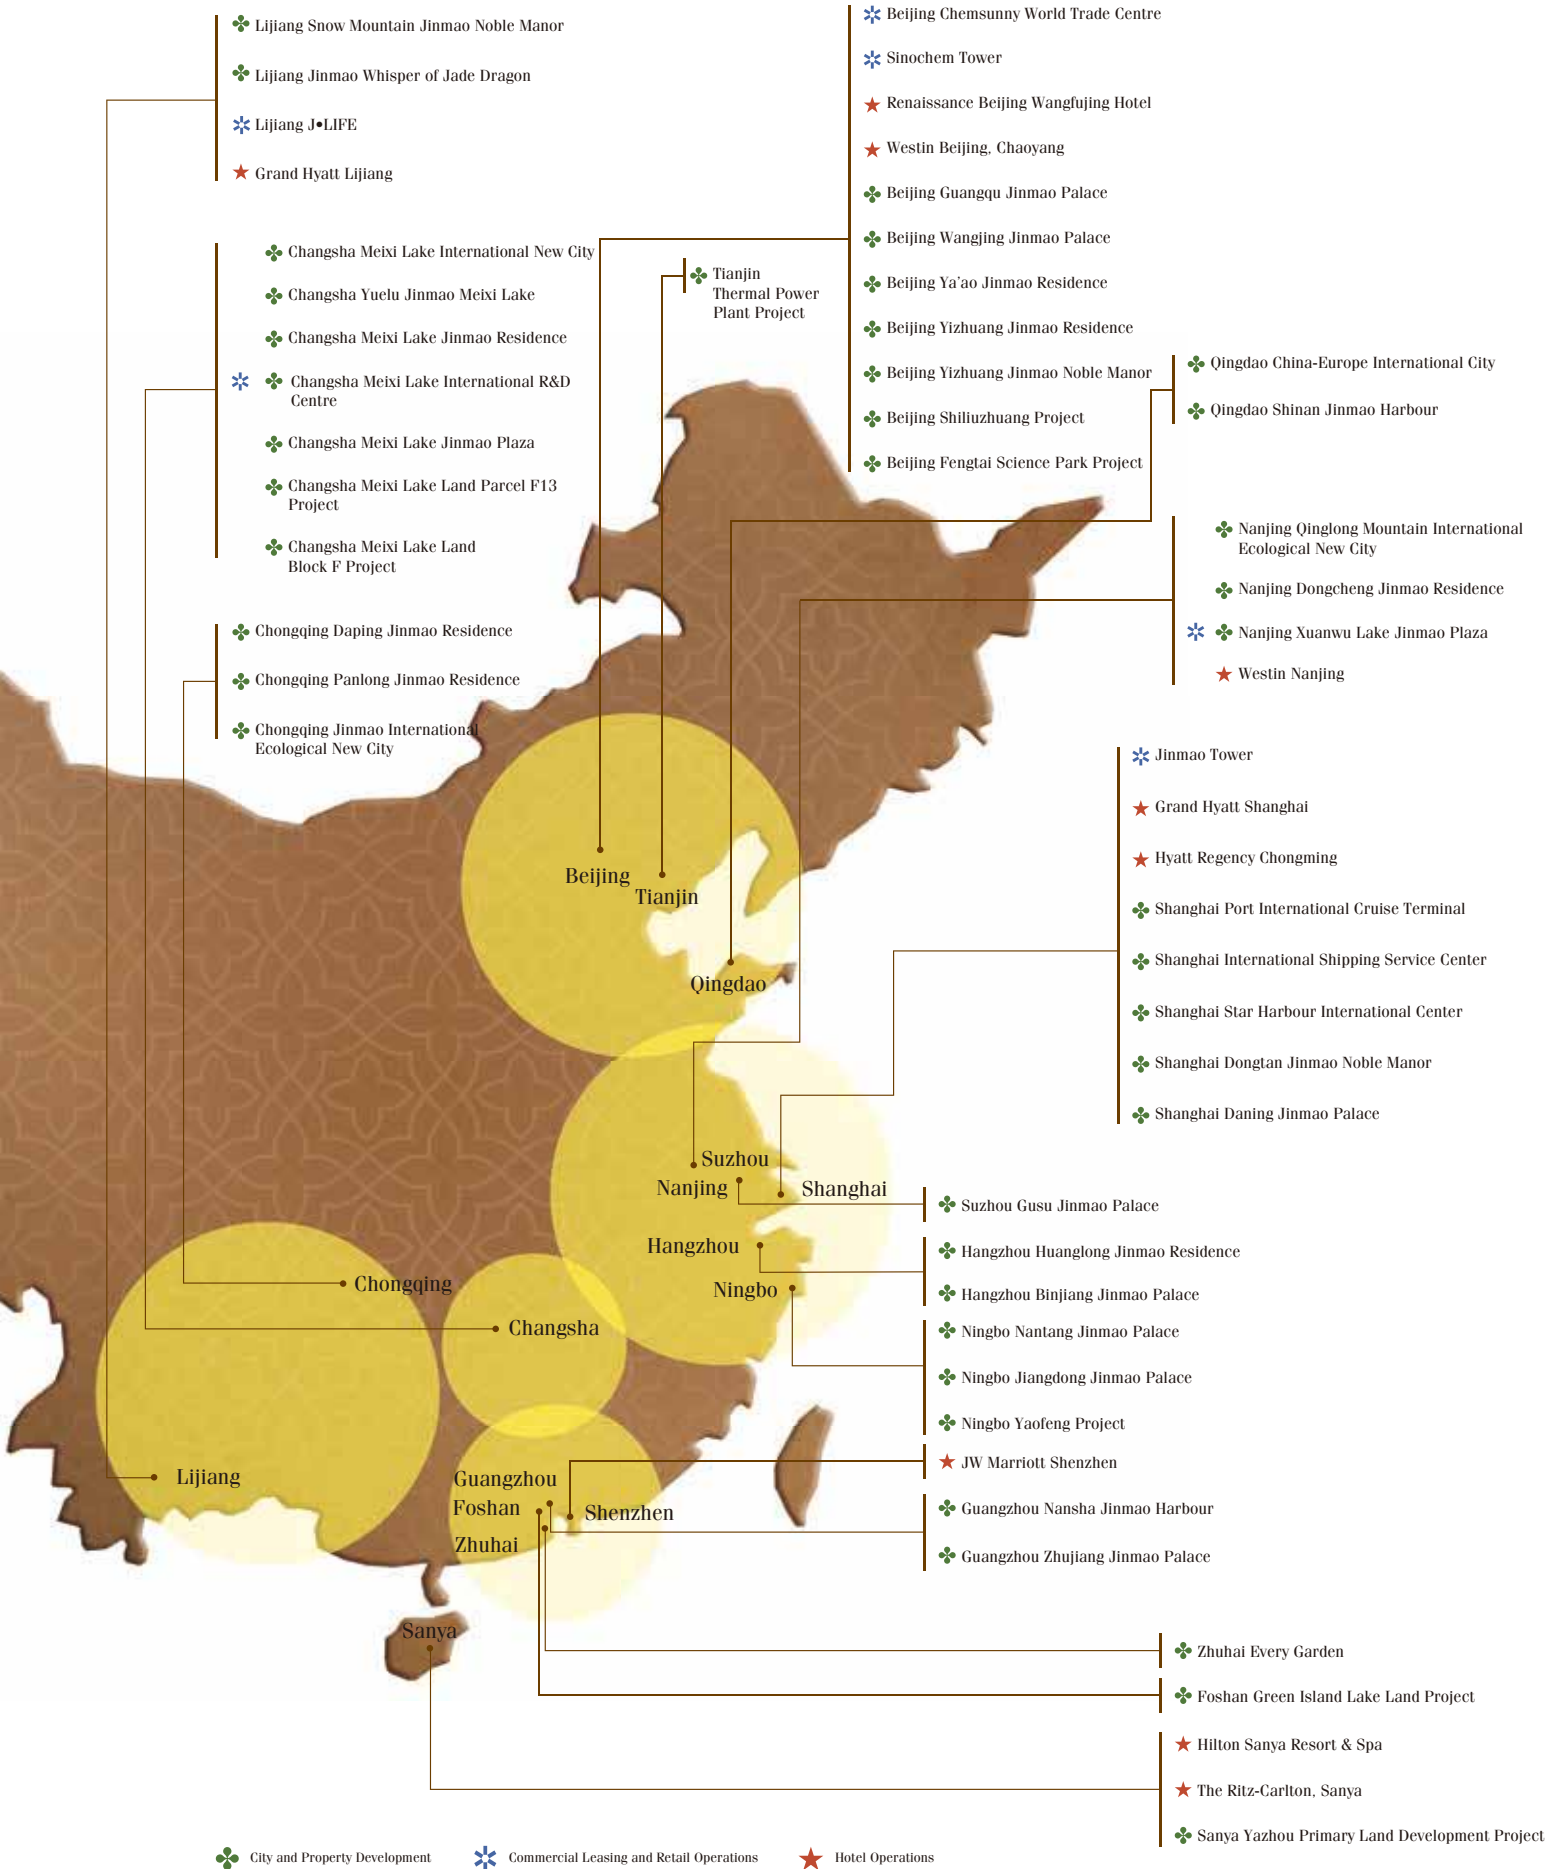 Lijiang Snow Mountain Jinmao Noble Manor
Lijiang Jinmao Whisper of Jade Dragon
Lijiang J•LIFE
Grand Hyatt Lijiang
Changsha Meixi Lake International New City
Changsha Yuelu Jinmao Meixi Lake
Changsha Meixi Lake Jinmao Residence
Changsha Meixi Lake International R&D
Centre
Changsha Meixi Lake Jinmao Plaza
Changsha Meixi Lake Land Parcel F13
Project
Changsha Meixi Lake Land
Block F Project
Chongqing Daping Jinmao Residence
Chongqing Panlong Jinmao Residence
Chongqing Jinmao International
Ecological New City
Tianjin
Thermal Power
Plant Project
Beijing Chemsunny World Trade Centre
Sinochem Tower
Renaissance Beijing Wangfujing Hotel
Westin Beijing, Chaoyang
Beijing Guangqu Jinmao Palace
Beijing Wangjing Jinmao Palace
Beijing Ya'ao Jinmao Residence
Beijing Yizhuang Jinmao Residence
Beijing Yizhuang Jinmao Noble Manor
Beijing Shiliuzhuang Project
Beijing Fengtai Science Park Project
Qingdao China-Europe International City
Qingdao Shinan Jinmao Harbour
Nanjing Qinglong Mountain International
Ecological New City
Nanjing Dongcheng Jinmao Residence
Nanjing Xuanwu Lake Jinmao Plaza
Westin Nanjing
Jinmao Tower
Grand Hyatt Shanghai
Hyatt Regency Chongming
Shanghai Port International Cruise Terminal
Shanghai International Shipping Service Center
Shanghai Star Harbour International Center
Shanghai Dongtan Jinmao Noble Manor
Shanghai Daning Jinmao Palace
Beijing
Tianjin
Qingdao
Suzhou
Nanjing
Shanghai
Hangzhou
Ningbo
Chongqing
Changsha
Lijiang
Guangzhou
Foshan
Shenzhen
Zhuhai
Sanya
Suzhou Gusu Jinmao Palace
Hangzhou Huanglong Jinmao Residence
Hangzhou Binjiang Jinmao Palace
Ningbo Nantang Jinmao Palace
Ningbo Jiangdong Jinmao Palace
Ningbo Yaofeng Project
JW Marriott Shenzhen
Guangzhou Nansha Jinmao Harbour
Guangzhou Zhujiang Jinmao Palace
Zhuhai Every Garden
Foshan Green Island Lake Land Project
Hilton Sanya Resort & Spa
The Ritz-Carlton, Sanya
Sanya Yazhou Primary Land Development Project
City and Property Development
Commercial Leasing and Retail Operations
Hotel Operations